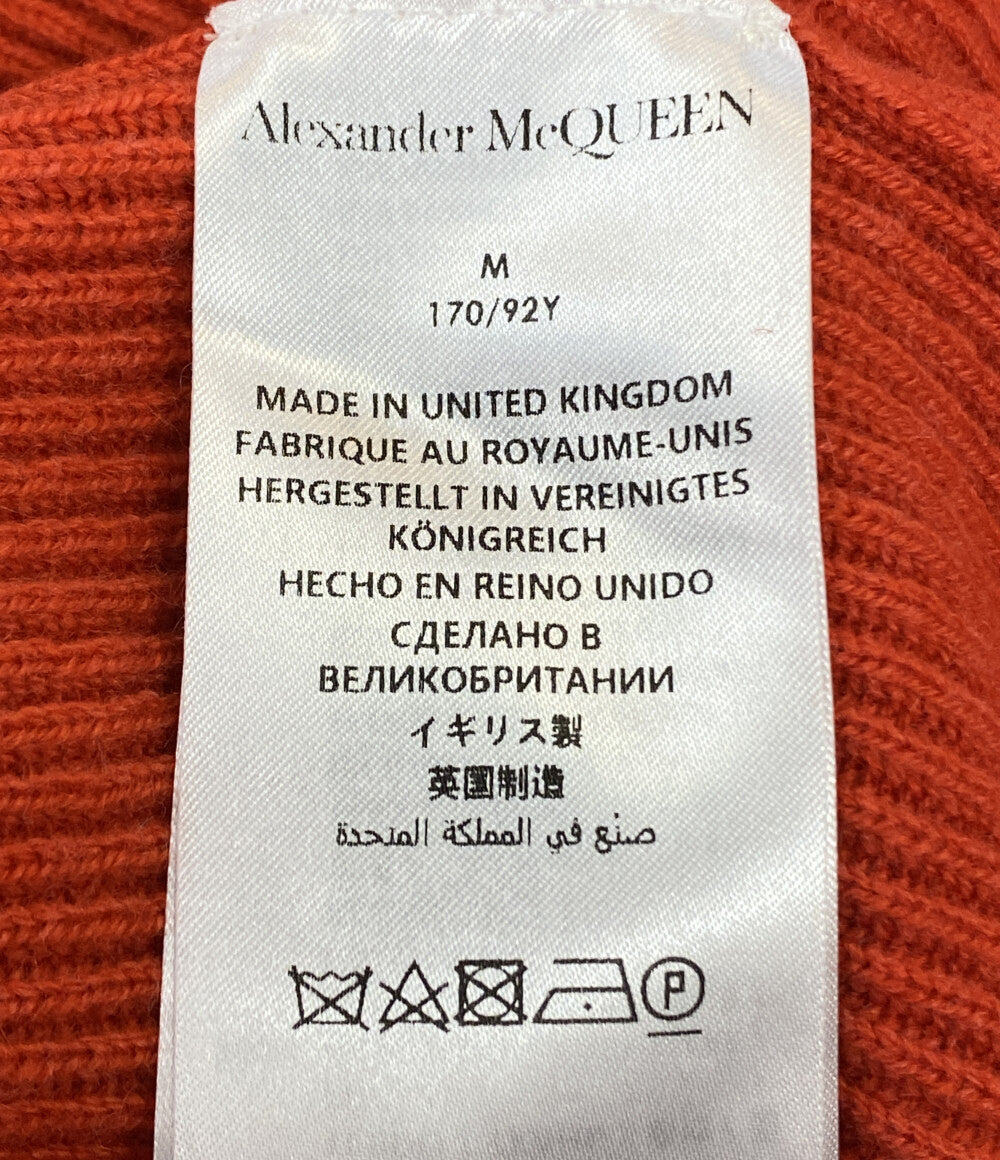 Alexander McQUEEN
M
170/92Y
MADE IN UNITED KINGDOM
FABRIQUE AU ROYAUME-UNIS
HERGESTELLT IN VEREINIGTES
KÖNIGREICH
HECHO EN REINO UNIDO
СДЕЛАНО В
ВЕЛИКОБРИТАНИИ
イギリス製
英国制造
صنع في المملكة المتحدة
P